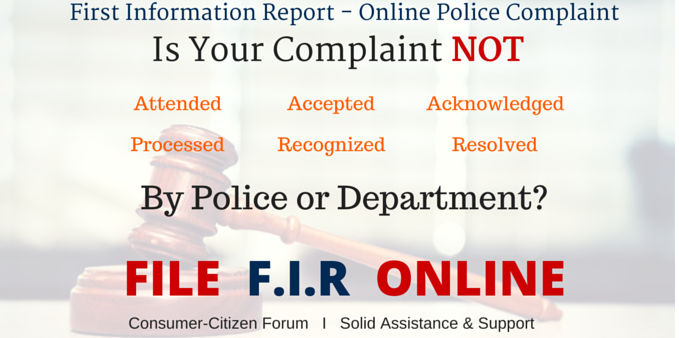 First Information Report – Online Police Complaint
Is Your Complaint NOT
Attended Accepted Acknowledged
Processed Recognized Resolved
By Police or Department?
FILE F.I.R ONLINE
Consumer-Citizen Forum I Solid Assistance & Support